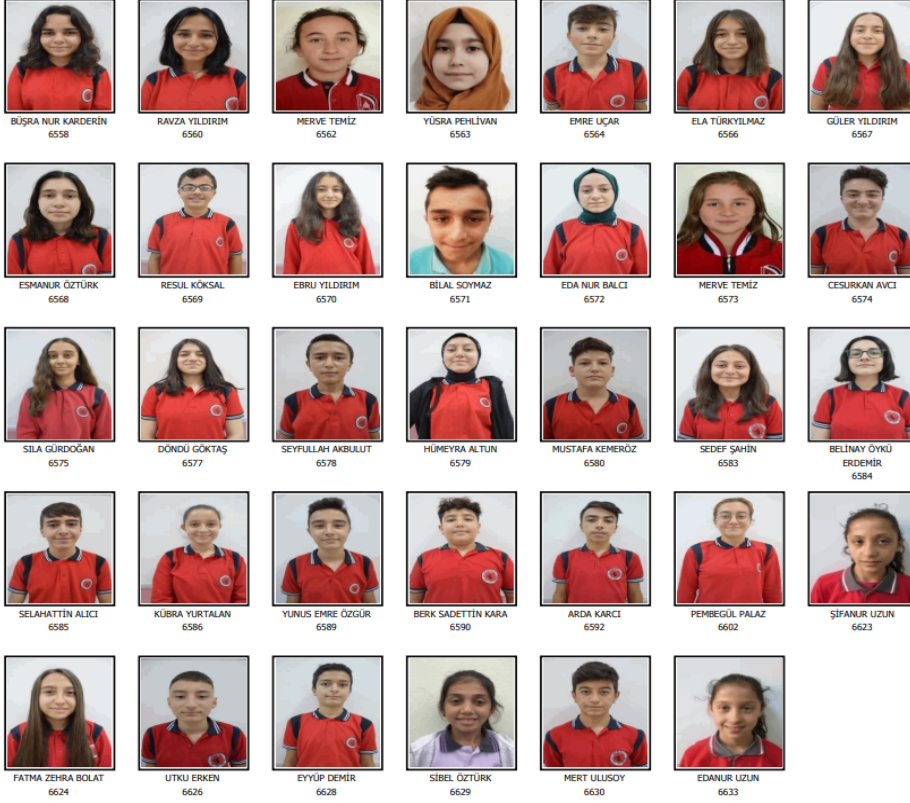 BÜŞRA NUR KARDERİN
6558
RAVZA YILDIRIM
6560
MERVE TEMİZ
6562
YÜSRA PEHLİVAN
6563
EMRE UÇAR
6564
ELA TÜRKYILMAZ
6566
GÜLER YILDIRIM
6567
ESMANUR ÖZTÜRK
6568
RESUL KÖKSAL
6569
EBRU YILDIRIM
6570
BİLAL SOYMAZ
6571
EDA NUR BALCI
6572
MERVE TEMİZ
6573
CESURKAN AVCI
6574
SILA GÜRDOĞAN
6575
DÖNDÜ GÖKTAŞ
6577
SEYFULLAH AKBULUT
6578
HÜMEYRA ALTUN
6579
MUSTAFA KEMERÖZ
6580
SEDEF ŞAHİN
6583
BELİNAY ÖYKÜ
ERDEMİR
6584
SELAHATTİN ALICI
6585
KÜBRA YURTALAN
6586
YUNUS EMRE ÖZGÜR
6589
BERK SADETTİN KARA
6590
ARDA KARCI
6592
PEMBEGÜL PALAZ
6602
ŞİFANUR UZUN
6623
FATMA ZEHRA BOLAT
6624
UTKU ERKEN
6626
EYYÜP DEMİR
6628
SİBEL ÖZTÜRK
6629
MERT ULUSOY
6630
EDANUR UZUN
6633